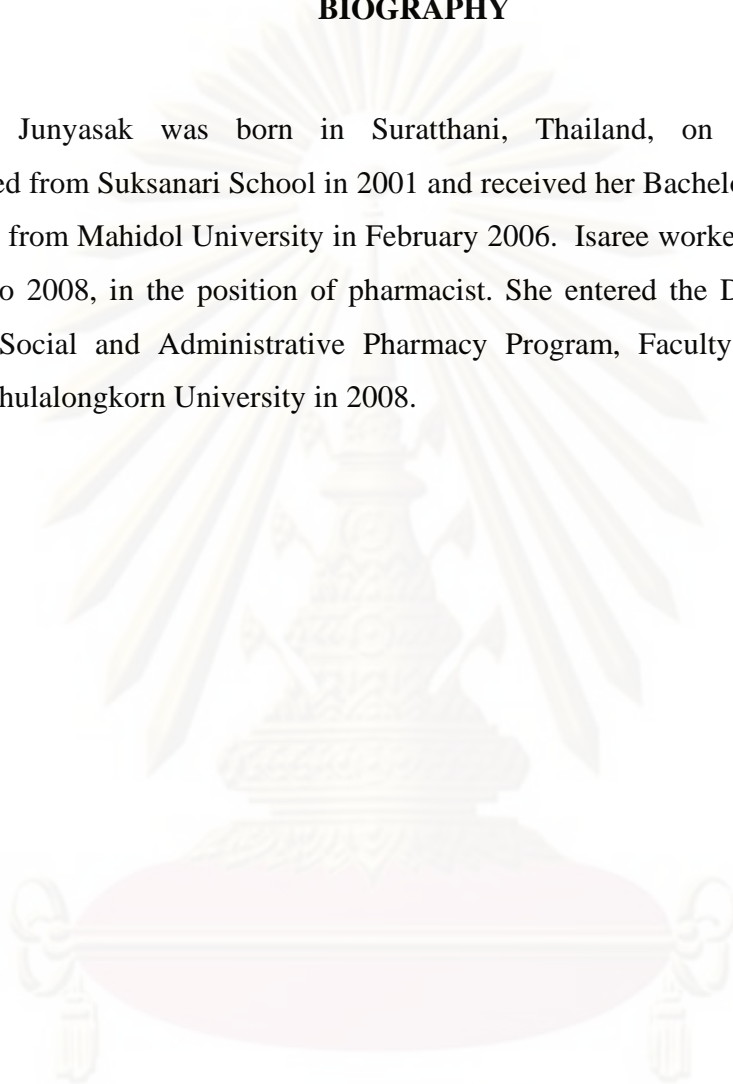 BIOGRAPHY
Junyasak was born in Suratthani, Thailand, on
ed from Suksanari School in 2001 and received her Bachelo
from Mahidol University in February 2006. Isaree worke
o 2008, in the position of pharmacist. She entered the D
Social and Administrative Pharmacy Program, Faculty
hulalongkorn University in 2008.